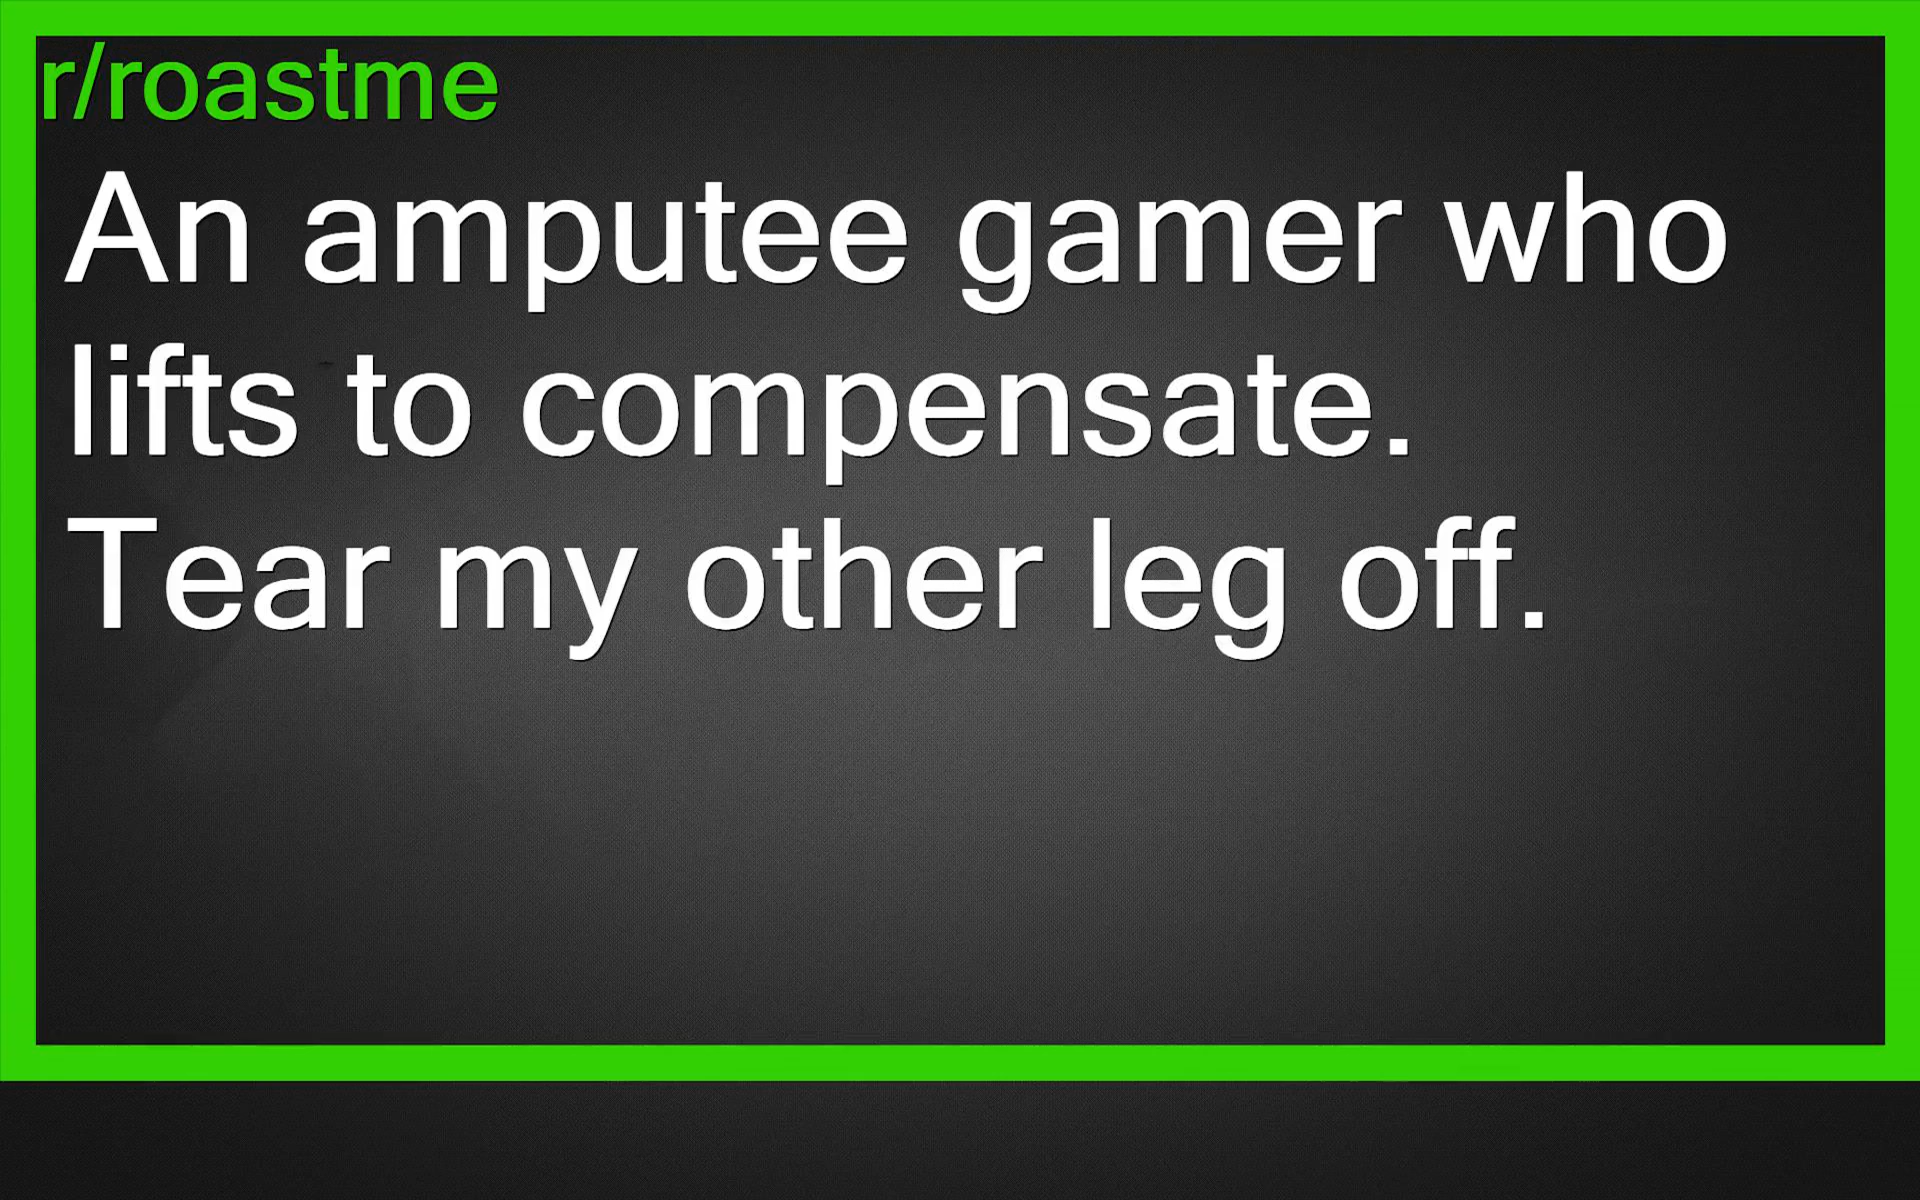 r/roastme
An amputee gamer who
lifts to compensate.
Tear my other leg off.